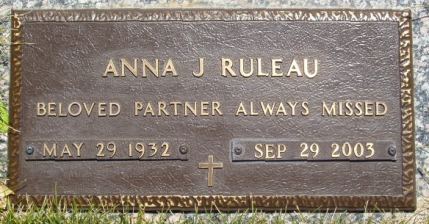 ANNA J RULEAU
BELOVED PARTNER ALWAYS MISSED
MAY 29 1932 SEP 29 2003